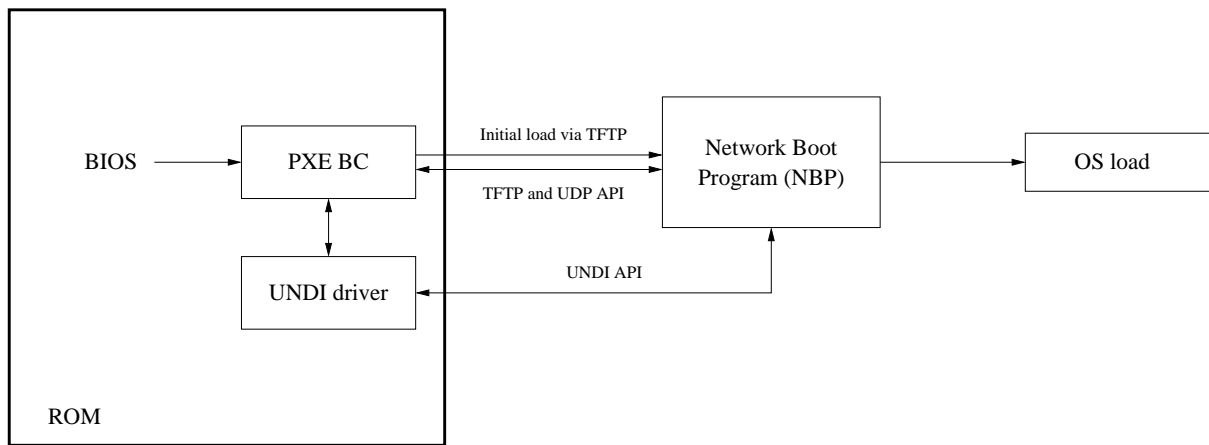 BIOS
PXE BC
Initial load via TFTP
TFTP and UDP API
Network Boot
Program (NBP)
OS load
UNDI driver
UNDI API
ROM